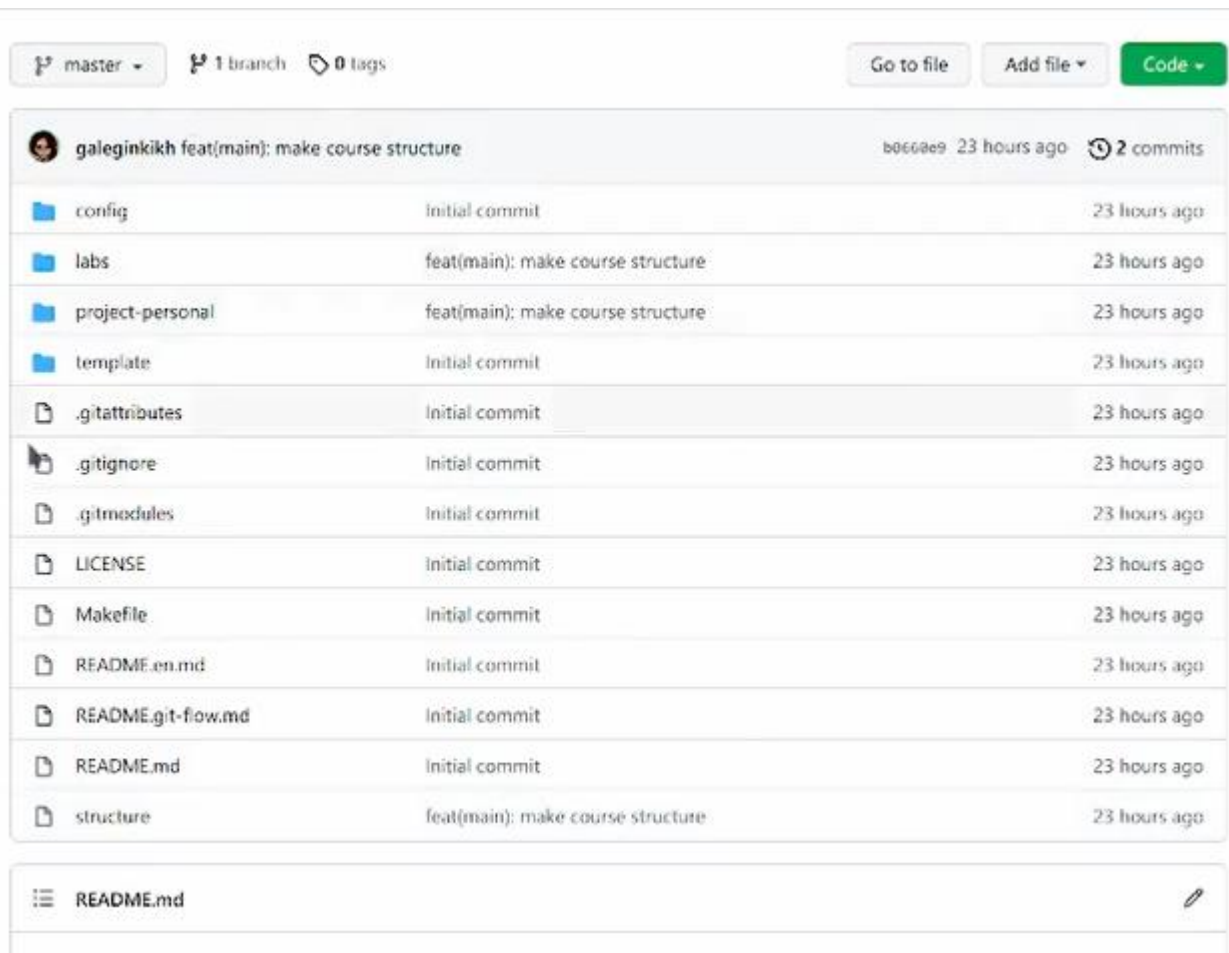 master 1 branch 0 tags Go to file Add file Code
galeginkikh feat(main): make course structure 23 hours ago 2 commits
config Initial commit 23 hours ago
labs feat(main): make course structure 23 hours ago
project-personal feat(main): make course structure 23 hours ago
template Initial commit 23 hours ago
.gitattributes Initial commit 23 hours ago
.gitignore Initial commit 23 hours ago
.gitmodules Initial commit 23 hours ago
LICENSE Initial commit 23 hours ago
Makefile Initial commit 23 hours ago
README.en.md Initial commit 23 hours ago
README.git-flow.md Initial commit 23 hours ago
README.md Initial commit 23 hours ago
structure feat(main): make course structure 23 hours ago
README.md